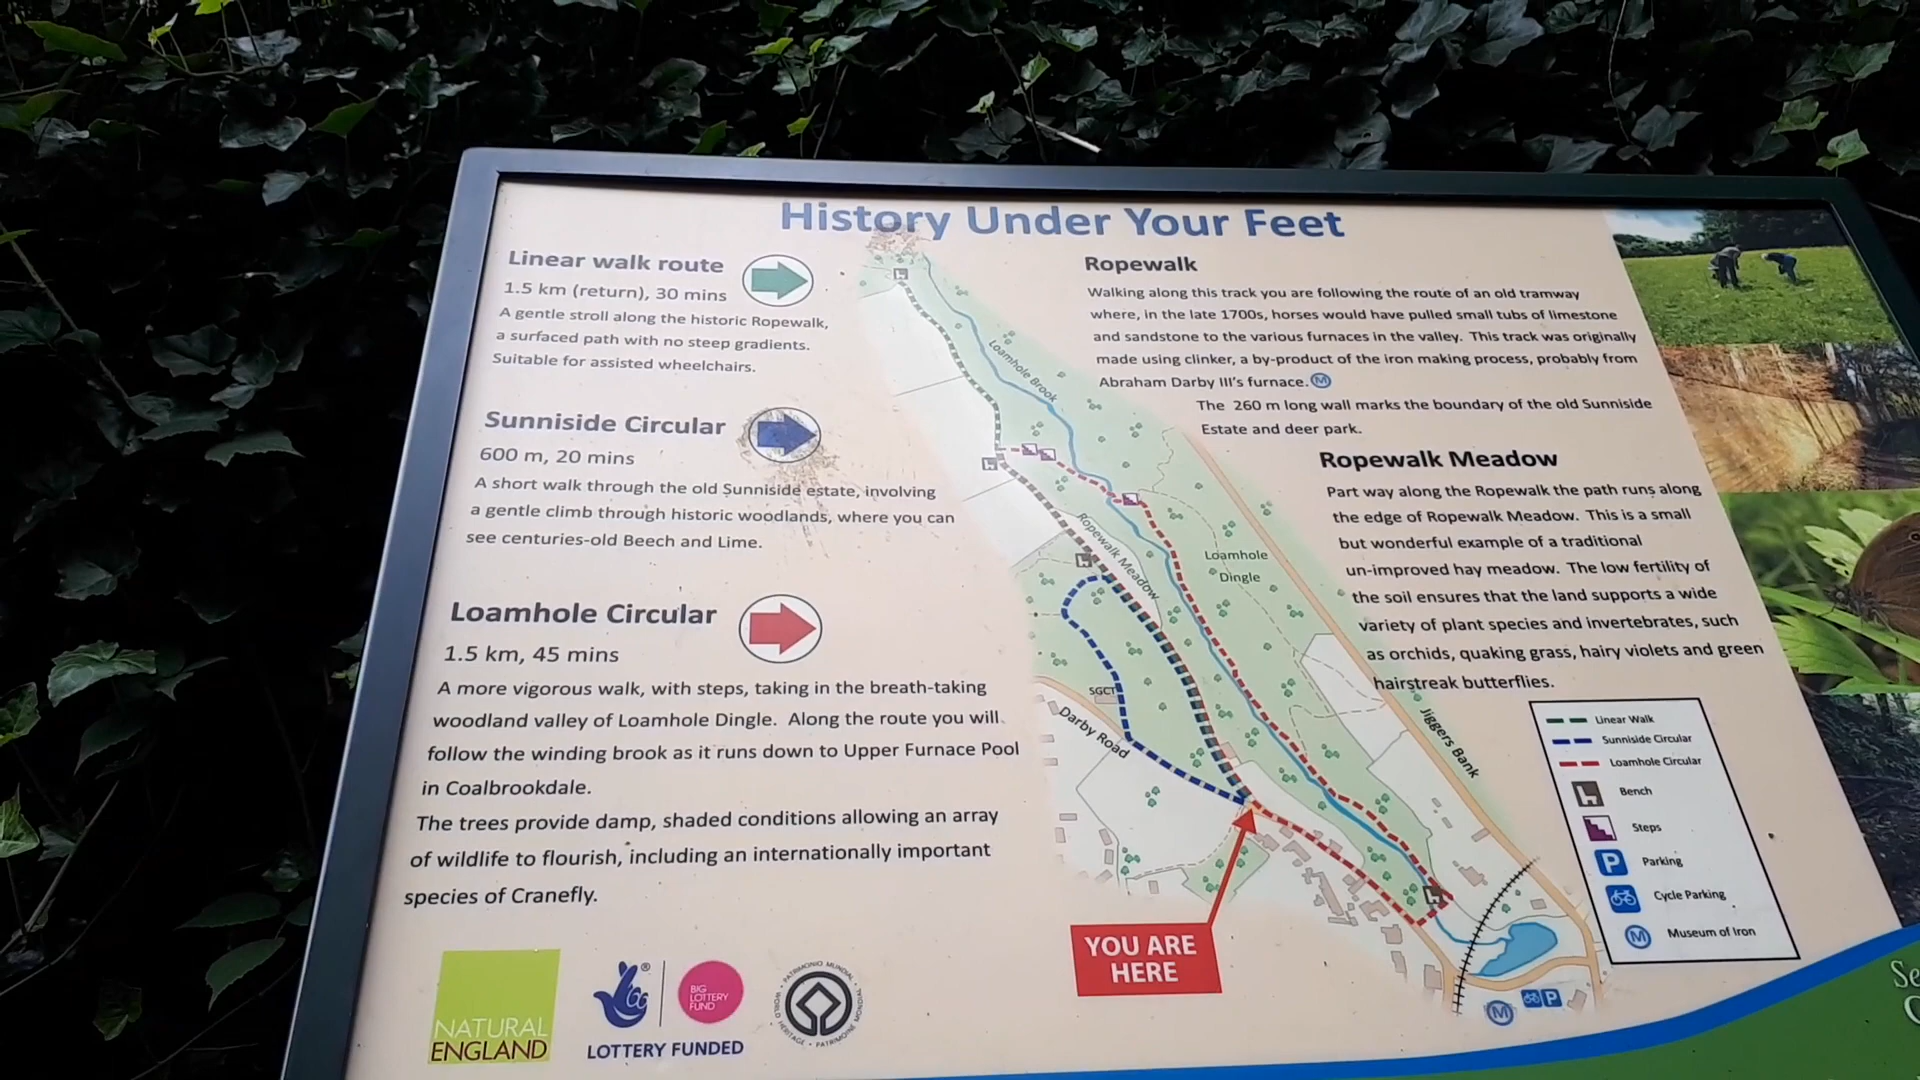 History Under Your Feet
Linear walk route
1.5 km (return), 30 mins
A gentle stroll along the historic Ropewalk,
a surfaced path with no steep gradients.
Suitable for assisted wheelchairs.
Sunniside Circular
600 m, 20 mins
A short walk through the old Sunniside estate, involving
a gentle climb through historic woodlands, where you can
see centuries-old Beech and Lime.
Loamhole Circular
1.5 km, 45 mins
A more vigorous walk, with steps, taking in the breath-taking
woodland valley of Loamhole Dingle. Along the route you will
follow the winding brook as it runs down to Upper Furnace Pool
in Coalbrookdale.
The trees provide damp, shaded conditions allowing an array
of wildlife to flourish, including an internationally important
species of Cranefly.
NATURAL
ENGLAND
®
BIG
LOTTERY
FUND
LOTTERY FUNDED
PATRIMONIO MUNDIAL • WORLD HERITAGE • PATRIMOINE MONDIAL
Loamhole Brook
Ropewalk Meadow
Loamhole
Dingle
SGCT
Darby Road
Jiggers Bank
YOU ARE
HERE
M
P
Ropewalk
Walking along this track you are following the route of an old tramway
where, in the late 1700s, horses would have pulled small tubs of limestone
and sandstone to the various furnaces in the valley. This track was originally
made using clinker, a by-product of the iron making process, probably from
Abraham Darby III's furnace. M
The 260 m long wall marks the boundary of the old Sunniside
Estate and deer park.
Ropewalk Meadow
Part way along the Ropewalk the path runs along
the edge of Ropewalk Meadow. This is a small
but wonderful example of a traditional
un-improved hay meadow. The low fertility of
the soil ensures that the land supports a wide
variety of plant species and invertebrates, such
as orchids, quaking grass, hairy violets and green
hairstreak butterflies.
Linear Walk
Sunniside Circular
Loamhole Circular
Bench
Steps
P Parking
Cycle Parking
M Museum of Iron